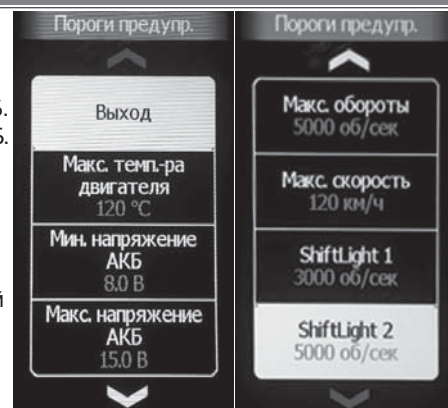 Пороги предупр.
Выход
Макс. темп.-ра
двигателя
120 °C
Мин. напряжение
АКБ
8.0 В
Макс. напряжение
АКБ
15.0 В
Пороги предупр.
Макс. обороты
5000 об/сек
Макс. скорость
120 км/ч
ShiftLight 1
3000 об/сек
ShiftLight 2
5000 об/сек